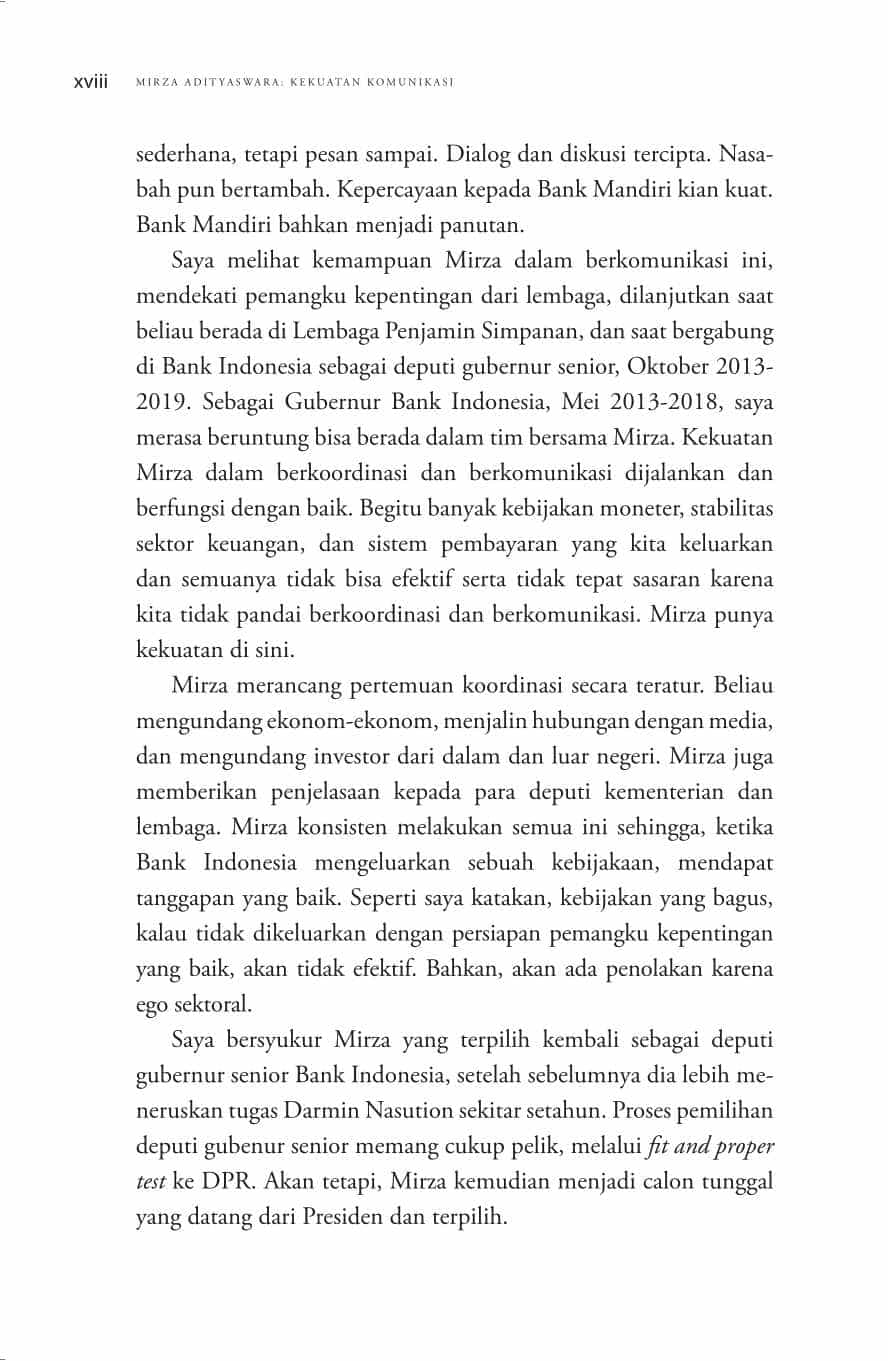 xviii MIRZA ADITYASWARA: KEKUATAN KOMUNIKASI
sederhana, tetapi pesan sampai. Dialog dan diskusi tercipta. Nasa-
bah pun bertambah. Kepercayaan kepada Bank Mandiri kian kuat.
Bank Mandiri bahkan menjadi panutan.
Saya melihat kemampuan Mirza dalam berkomunikasi ini,
mendekati pemangku kepentingan dari lembaga, dilanjutkan saat
beliau berada di Lembaga Penjamin Simpanan, dan saat bergabung
di Bank Indonesia sebagai deputi gubernur senior, Oktober 2013-
2019. Sebagai Gubernur Bank Indonesia, Mei 2013-2018, saya
merasa beruntung bisa berada dalam tim bersama Mirza. Kekuatan
Mirza dalam berkoordinasi dan berkomunikasi dijalankan dan
berfungsi dengan baik. Begitu banyak kebijakan moneter, stabilitas
sektor keuangan, dan sistem pembayaran yang kita keluarkan
dan semuanya tidak bisa efektif serta tidak tepat sasaran karena
kita tidak pandai berkoordinasi dan berkomunikasi. Mirza punya
kekuatan di sini.
Mirza merancang pertemuan koordinasi secara teratur. Beliau
mengundang ekonom-ekonom, menjalin hubungan dengan media,
dan mengundang investor dari dalam dan luar negeri. Mirza juga
memberikan penjelasaan kepada para deputi kementerian dan
lembaga. Mirza konsisten melakukan semua ini sehingga, ketika
Bank Indonesia mengeluarkan sebuah kebijakaan, mendapat
tanggapan yang baik. Seperti saya katakan, kebijakan yang bagus,
kalau tidak dikeluarkan dengan persiapan pemangku kepentingan
yang baik, akan tidak efektif. Bahkan, akan ada penolakan karena
ego sektoral.
Saya bersyukur Mirza yang terpilih kembali sebagai deputi
gubernur senior Bank Indonesia, setelah sebelumnya dia lebih me-
neruskan tugas Darmin Nasution sekitar setahun. Proses pemilihan
deputi gubenur senior memang cukup pelik, melalui fit and proper
test ke DPR. Akan tetapi, Mirza kemudian menjadi calon tunggal
yang datang dari Presiden dan terpilih.